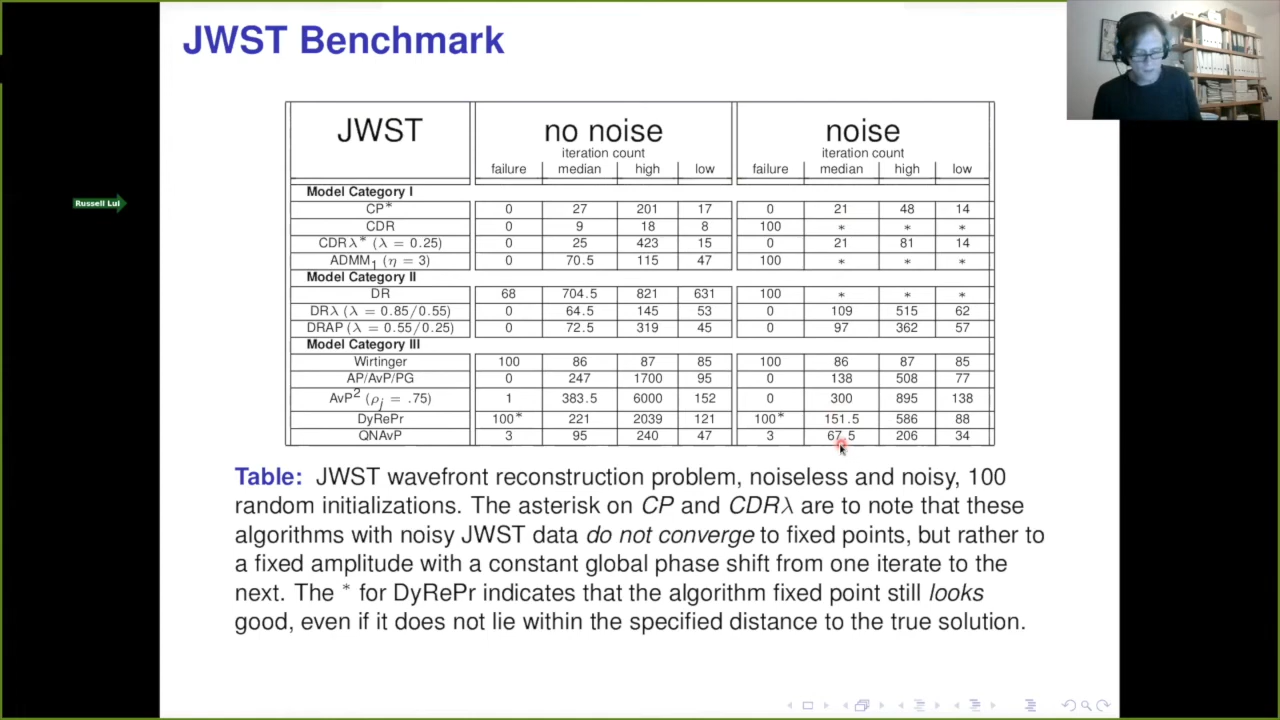 JWST Benchmark
JWST no noise noise
iteration count iteration count
failure median high low failure median high low
Model Category I
CP* 0 27 201 17 0 21 48 14
CDR 0 9 18 8 100 * * *
CDRλ* (λ = 0.25) 0 25 423 15 0 21 81 14
ADMM₁ (η = 3) 0 70.5 115 47 100 * * *
Model Category II
DR 68 704.5 821 631 100 * * *
DRλ (λ = 0.85/0.55) 0 64.5 145 53 0 109 515 62
DRAP (λ = 0.55/0.25) 0 72.5 319 45 0 97 362 57
Model Category III
Wirtinger 100 86 87 85 100 86 87 85
AP/AvP/PG 0 247 1700 95 0 138 508 77
AvP² (ρⱼ = .75) 1 383.5 6000 152 0 300 895 138
DyRePr 100* 221 2039 121 100* 151.5 586 88
QNAvP 3 95 240 47 3 67.5 206 34
Table: JWST wavefront reconstruction problem, noiseless and noisy, 100
random initializations. The asterisk on CP and CDRλ are to note that these
algorithms with noisy JWST data do not converge to fixed points, but rather to
a fixed amplitude with a constant global phase shift from one iterate to the
next. The * for DyRePr indicates that the algorithm fixed point still looks
good, even if it does not lie within the specified distance to the true solution.
Russell Lui